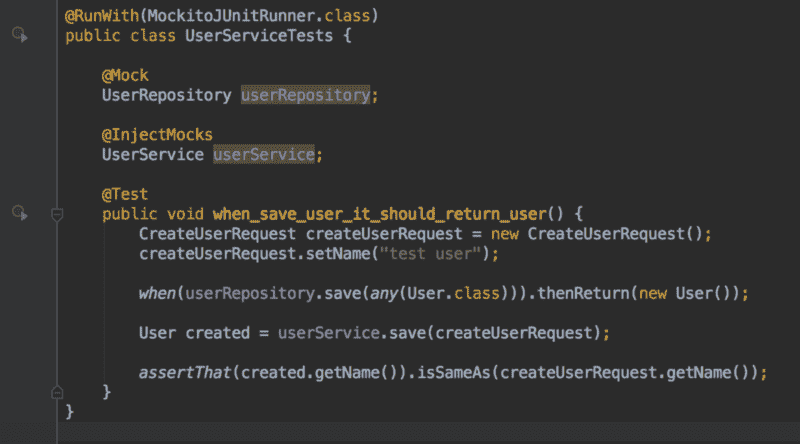 @RunWith(MockitoJUnitRunner.class)
public class UserServiceTests {
@Mock
UserRepository userRepository;
@InjectMocks
UserService userService;
@Test
public void when_save_user_it_should_return_user() {
CreateUserRequest createUserRequest = new CreateUserRequest();
createUserRequest.setName("test user");
when(userRepository.save(any(User.class))).thenReturn(new User());
User created = userService.save(createUserRequest);
assertThat(created.getName()).isSameAs(createUserRequest.getName());
}
}